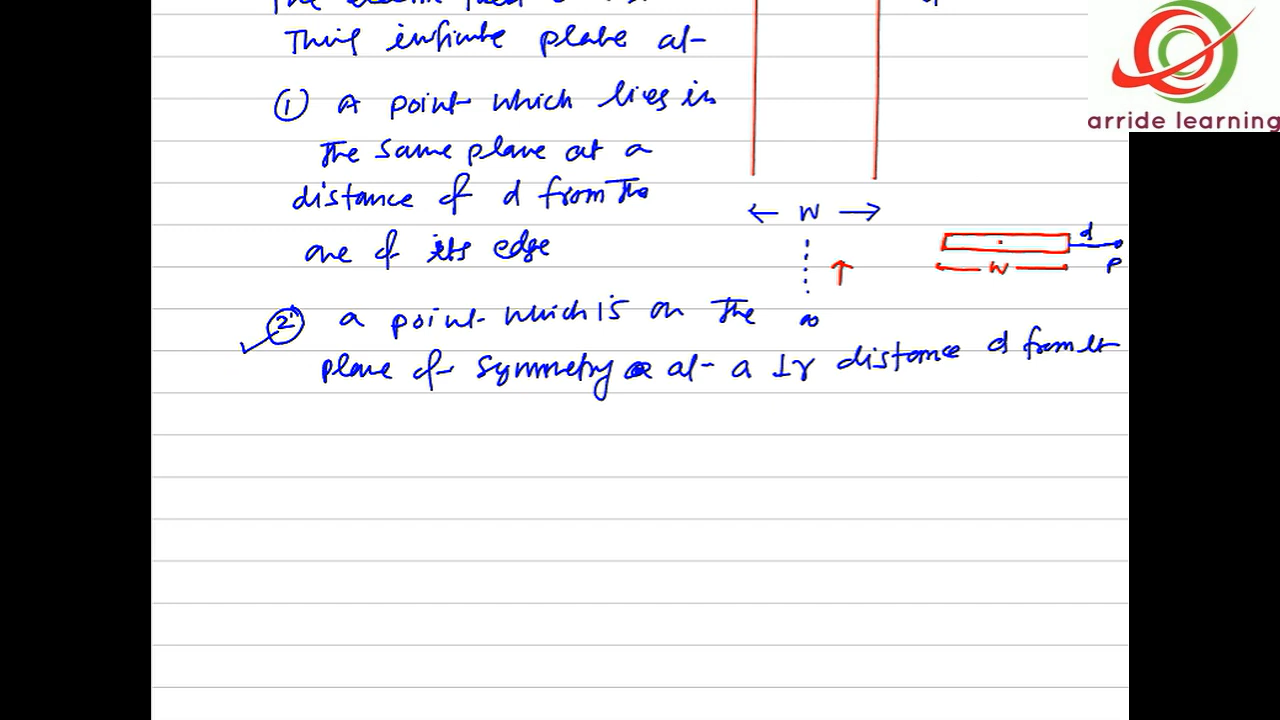 The
Thin infinite plate at
① A point which lies in
the same plane at a
distance of d from the
one of its edge
② a point which is on the
plane of symmetry at a ⊥r distance d from it
← W →
∞
d
W
P
arride learning